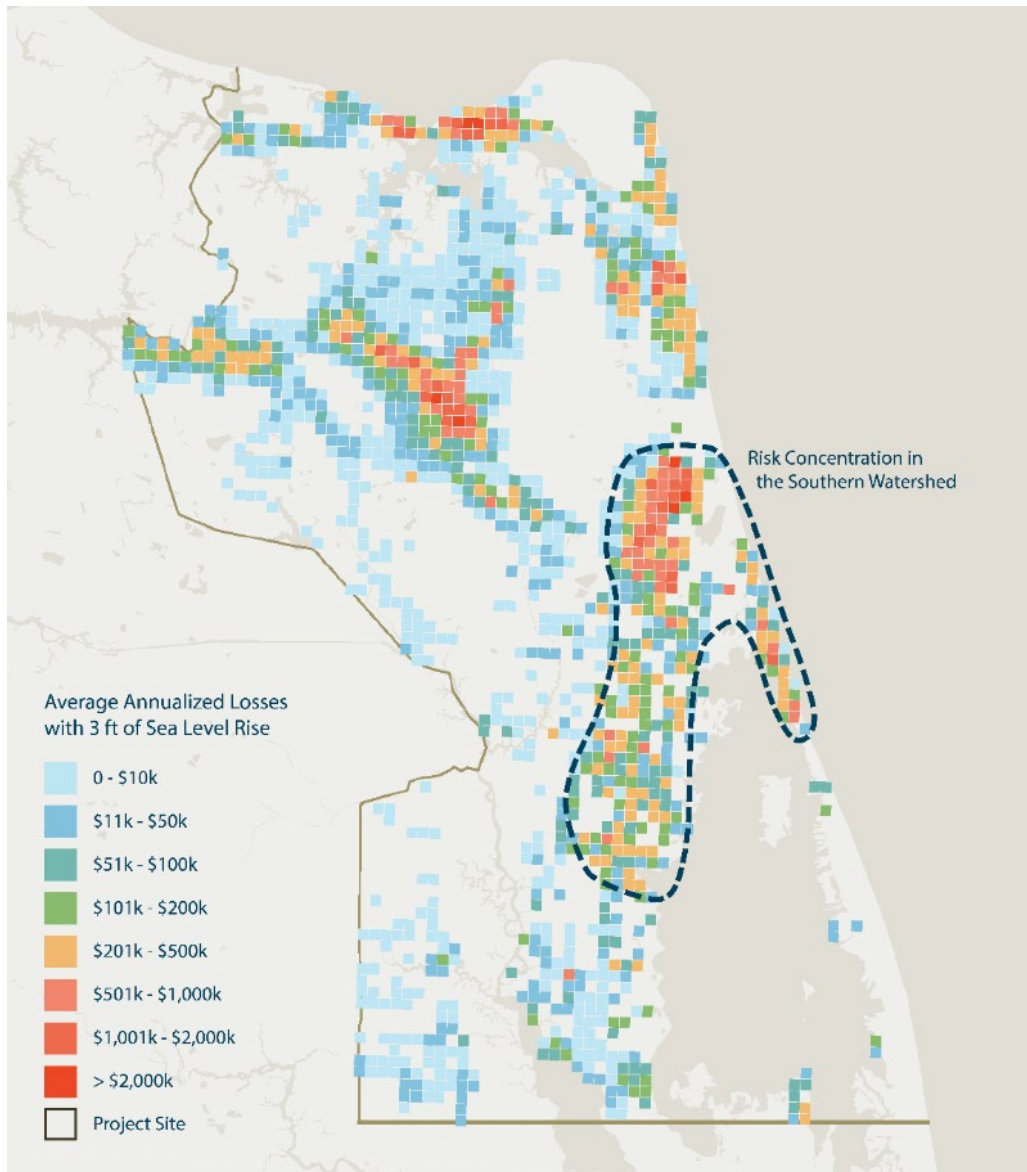 Risk Concentration in
the Southern Watershed
Average Annualized Losses
with 3 ft of Sea Level Rise
0 - $10k
$11k - $50k
$51k - $100k
$101k - $200k
$201k - $500k
$501k - $1,000k
$1,001k - $2,000k
> $2,000k
Project Site